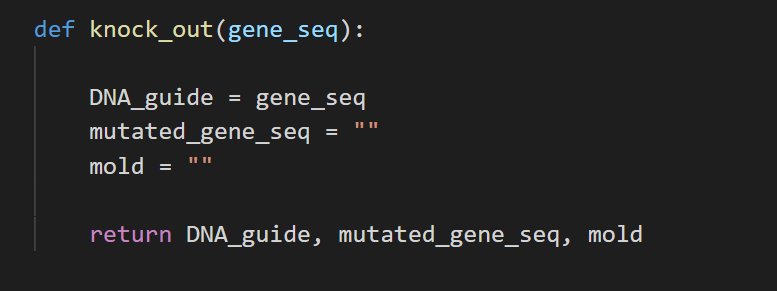 def knock_out(gene_seq):
DNA_guide = gene_seq
mutated_gene_seq = ""
mold = ""
return DNA_guide, mutated_gene_seq, mold